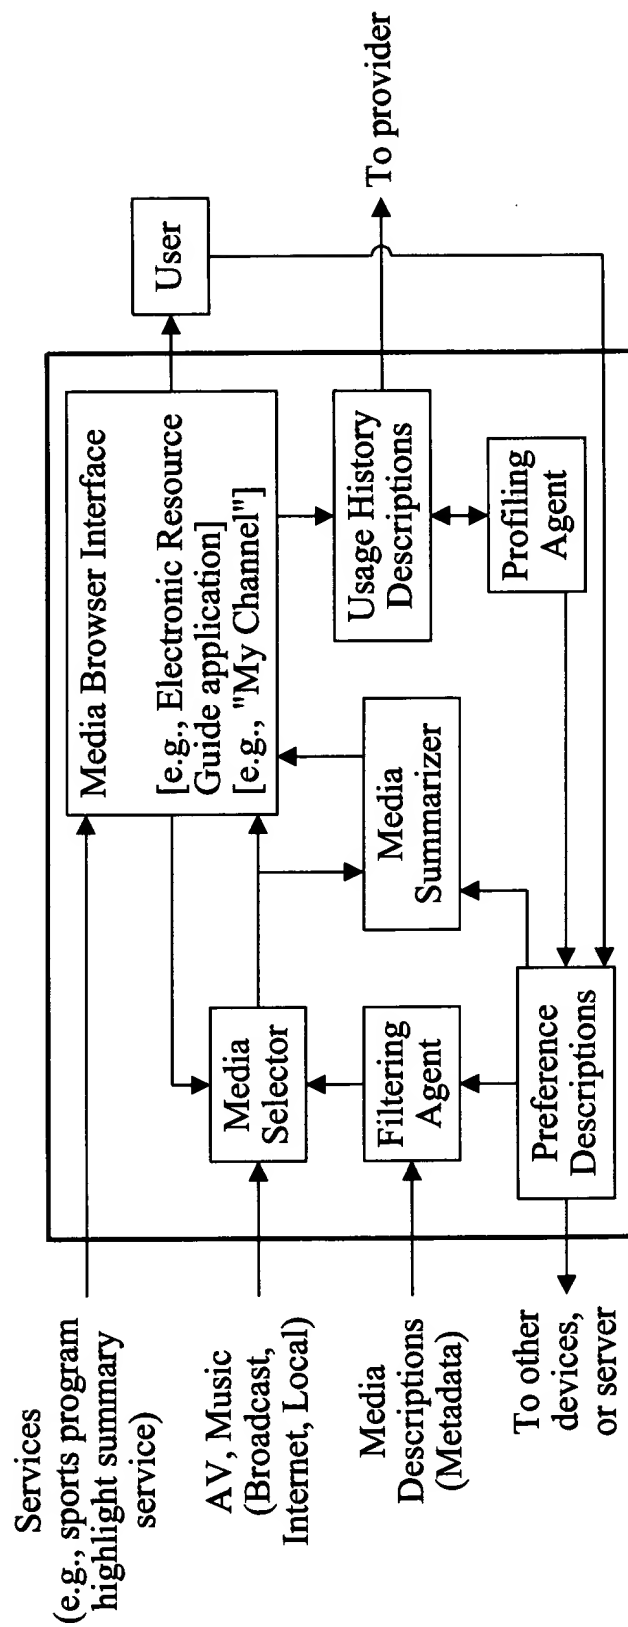 Services
(e.g., sports program
highlight summary
service)
AV, Music
(Broadcast,
Internet, Local)
Media
Descriptions
(Metadata)
To other
devices,
or server
Media
Selector
Filtering
Agent
Preference
Descriptions
Media
Summarizer
Media Browser Interface
[e.g., Electronic Resource
Guide application]
[e.g., "My Channel"]
Usage History
Descriptions
Profiling
Agent
User
To provider